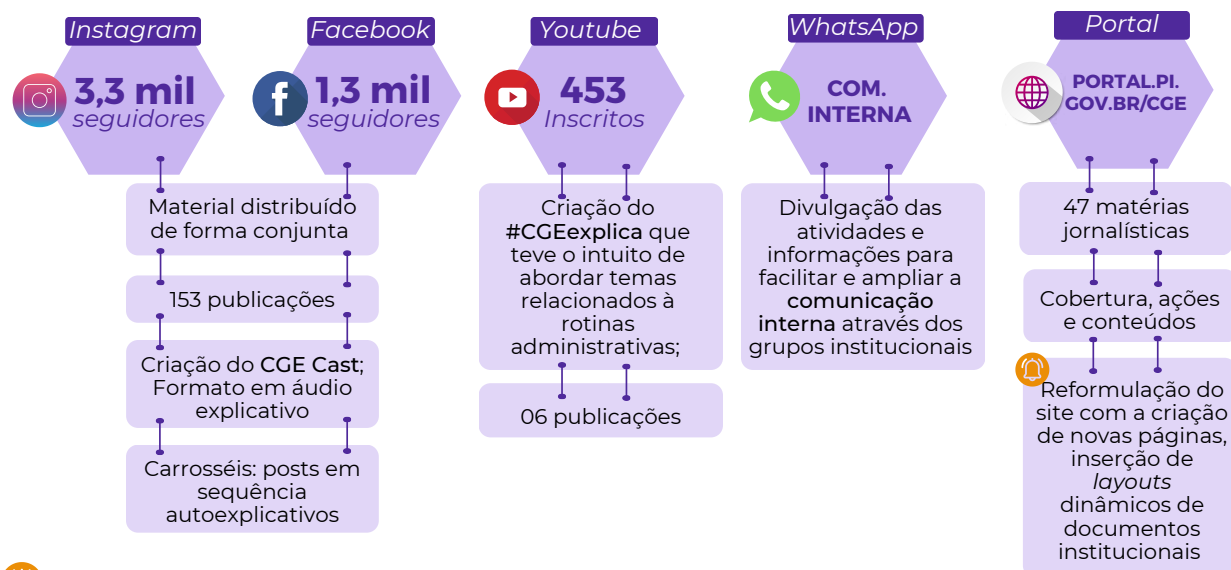 Instagram
3,3 mil
seguidores
Material distribuído
de forma conjunta
153 publicações
Criação do CGE Cast;
Formato em áudio
explicativo
Carrosséis: posts em
sequência
autoexplicativos
Facebook
1,3 mil
seguidores
Youtube
453
Inscritos
Criação do
#CGEexplica que
teve o intuito de
abordar temas
relacionados à
rotinas
administrativas;
06 publicações
WhatsApp
COM.
INTERNA
Divulgação das
atividades e
informações para
facilitar e ampliar a
comunicação
interna através dos
grupos institucionais
Portal
PORTAL.PI.
GOV.BR/CGE
47 matérias
jornalísticas
Cobertura, ações
e conteúdos
Reformulação do
site com a criação
de novas páginas,
inserção de
layouts
dinâmicos de
documentos
institucionais